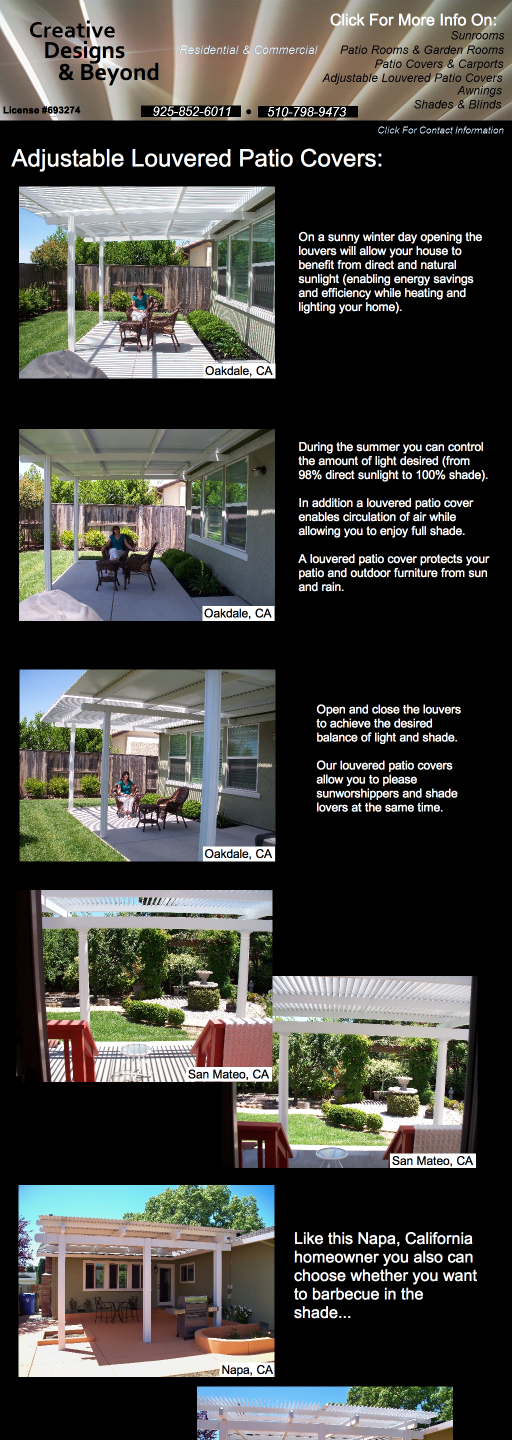 Creative
Designs
& Beyond
License #693274
Residential & Commercial
925-852-6011 • 510-798-9473
Click For More Info On:
Sunrooms
Patio Rooms & Garden Rooms
Patio Covers & Carports
Adjustable Louvered Patio Covers
Awnings
Shades & Blinds
Click For Contact Information
Adjustable Louvered Patio Covers:
On a sunny winter day opening the
louvers will allow your house to
benefit from direct and natural
sunlight (enabling energy savings
and efficiency while heating and
lighting your home).
Oakdale, CA
During the summer you can control
the amount of light desired (from
98% direct sunlight to 100% shade).
In addition a louvered patio cover
enables circulation of air while
allowing you to enjoy full shade.
A louvered patio cover protects your
patio and outdoor furniture from sun
and rain.
Oakdale, CA
Open and close the louvers
to achieve the desired
balance of light and shade.
Our louvered patio covers
allow you to please
sunworshippers and shade
lovers at the same time.
Oakdale, CA
San Mateo, CA
San Mateo, CA
Like this Napa, California
homeowner you also can
choose whether you want
to barbecue in the
shade...
Napa, CA